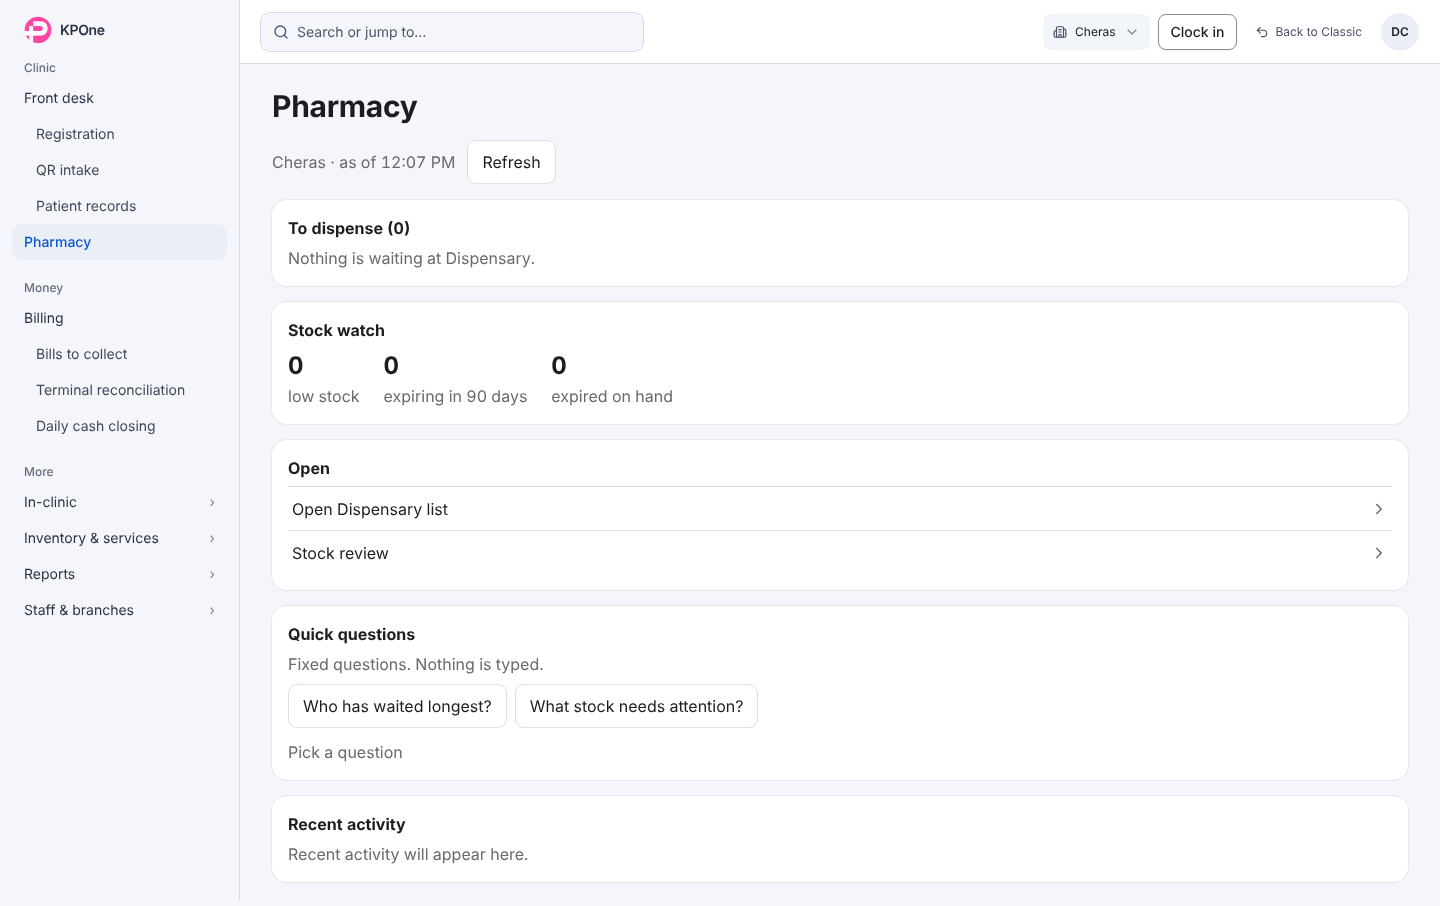 KPOne
Search or jump to...
Cheras
Clock in
Back to Classic
DC
Clinic
Front desk
Registration
QR intake
Patient records
Pharmacy
Money
Billing
Bills to collect
Terminal reconciliation
Daily cash closing
More
In-clinic
Inventory & services
Reports
Staff & branches
Pharmacy
Cheras · as of 12:07 PM
Refresh
To dispense (0)
Nothing is waiting at Dispensary.
Stock watch
0 0 0
low stock expiring in 90 days expired on hand
Open
Open Dispensary list
Stock review
Quick questions
Fixed questions. Nothing is typed.
Who has waited longest? What stock needs attention?
Pick a question
Recent activity
Recent activity will appear here.